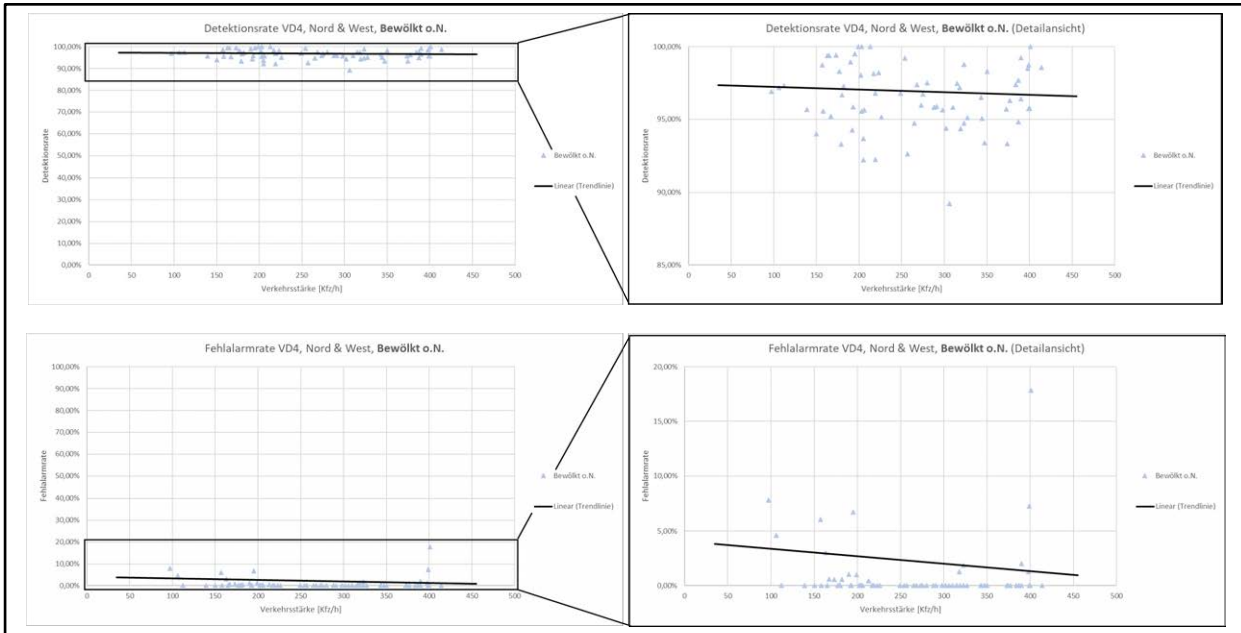 Detektionsrate VD4, Nord & West, Bewölkt o.N.
100,00%
90,00%
80,00%
70,00%
60,00%
50,00%
40,00%
30,00%
20,00%
10,00%
0,00%
Detektionsrate
0 50 100 150 200 250 300 350 400 450 500
Verkehrsstärke [Kfz/h]
Bewölkt o.N.
Linear (Trendlinie)
Detektionsrate VD4, Nord & West, Bewölkt o.N. (Detailansicht)
100,00%
95,00%
90,00%
85,00%
Detektionsrate
0 50 100 150 200 250 300 350 400 450 500
Verkehrsstärke [Kfz/h]
Bewölkt o.N.
Linear (Trendlinie)
Fehlalarmrate VD4, Nord & West, Bewölkt o.N.
100,00%
90,00%
80,00%
70,00%
60,00%
50,00%
40,00%
30,00%
20,00%
10,00%
0,00%
Fehlalarmrate
0 50 100 150 200 250 300 350 400 450 500
Verkehrsstärke [Kfz/h]
Bewölkt o.N.
Linear (Trendlinie)
Fehlalarmrate VD4, Nord & West, Bewölkt o.N. (Detailansicht)
20,00%
15,00%
10,00%
5,00%
0,00%
Fehlalarmrate
0 50 100 150 200 250 300 350 400 450 500
Verkehrsstärke [Kfz/h]
Bewölkt o.N.
Linear (Trendlinie)